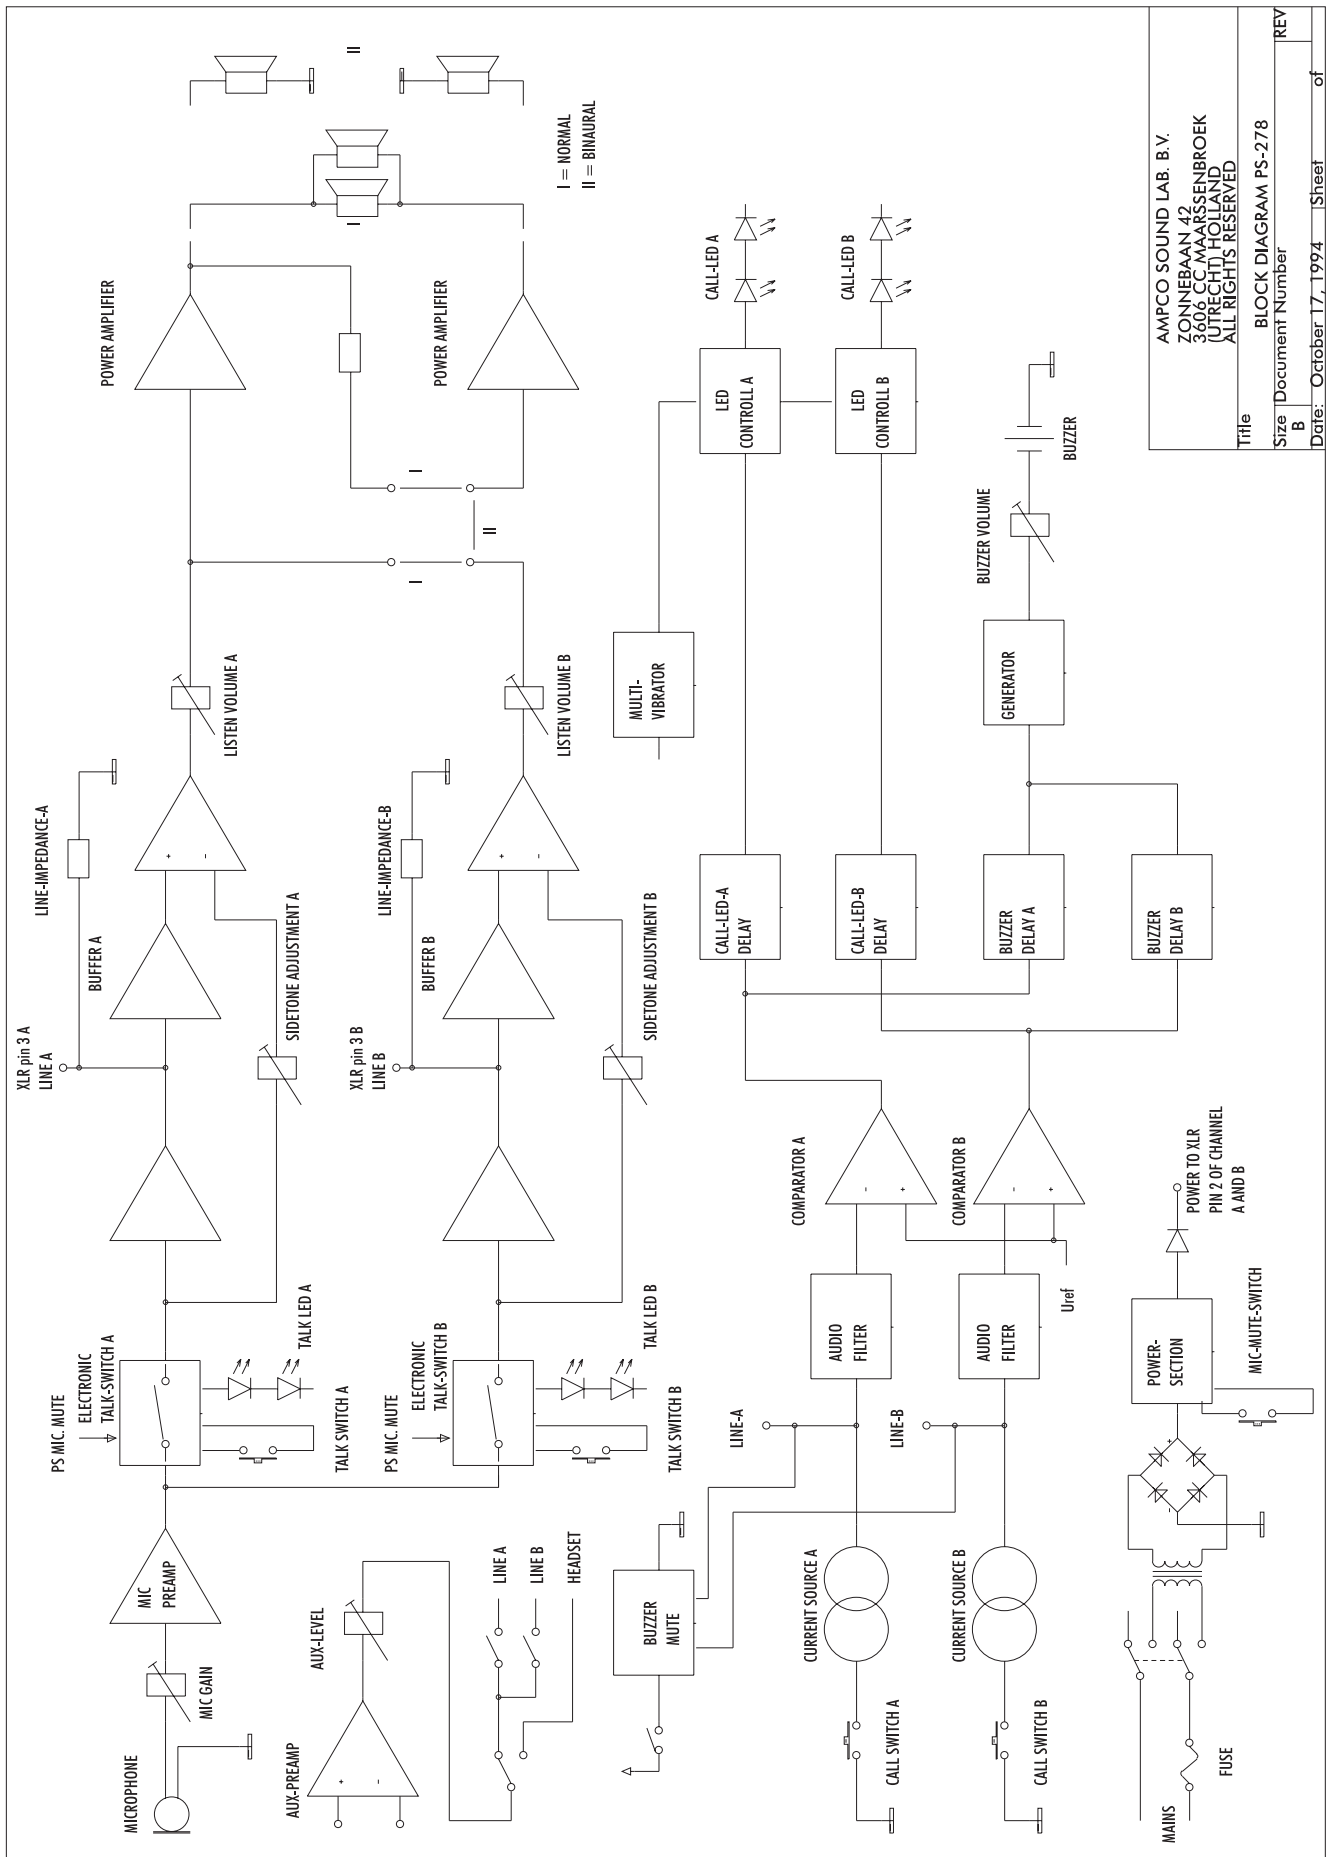 MICROPHONE
MIC GAIN
MIC
PREAMP
PS MIC. MUTE
ELECTRONIC
TALK-SWITCH A
TALK SWITCH A
TALK LED A
XLR pin 3 A
LINE A
BUFFER A
LINE-IMPEDANCE-A
SIDETONE ADJUSTMENT A
+
-
LISTEN VOLUME A
POWER AMPLIFIER
I
II
I = NORMAL
II = BINAURAL
AUX-PREAMP
+
-
AUX-LEVEL
LINE A
LINE B
HEADSET
PS MIC. MUTE
ELECTRONIC
TALK-SWITCH B
TALK SWITCH B
TALK LED B
XLR pin 3 B
LINE B
BUFFER B
LINE-IMPEDANCE-B
SIDETONE ADJUSTMENT B
+
-
LISTEN VOLUME B
I
I
II
POWER AMPLIFIER
MULTI-
VIBRATOR
BUZZER
MUTE
LINE-A
CALL SWITCH A
CURRENT SOURCE A
AUDIO
FILTER
COMPARATOR A
-
+
CALL-LED-A
DELAY
LED
CONTROLL A
CALL-LED A
LINE-B
CALL SWITCH B
CURRENT SOURCE B
AUDIO
FILTER
Uref
COMPARATOR B
-
+
CALL-LED-B
DELAY
LED
CONTROLL B
CALL-LED B
BUZZER
DELAY A
BUZZER
DELAY B
GENERATOR
BUZZER VOLUME
BUZZER
MAINS
FUSE
+
-
POWER-
SECTION
MIC-MUTE-SWITCH
POWER TO XLR
PIN 2 OF CHANNEL
A AND B
AMPCO SOUND LAB. B.V.
ZONNEBAAN 42
3606 CC MAARSSENBROEK
(UTRECHT) HOLLAND
ALL RIGHTS RESERVED
Title
BLOCK DIAGRAM PS-278
Size Document Number REV
B
Date: October 17, 1994 Sheet of